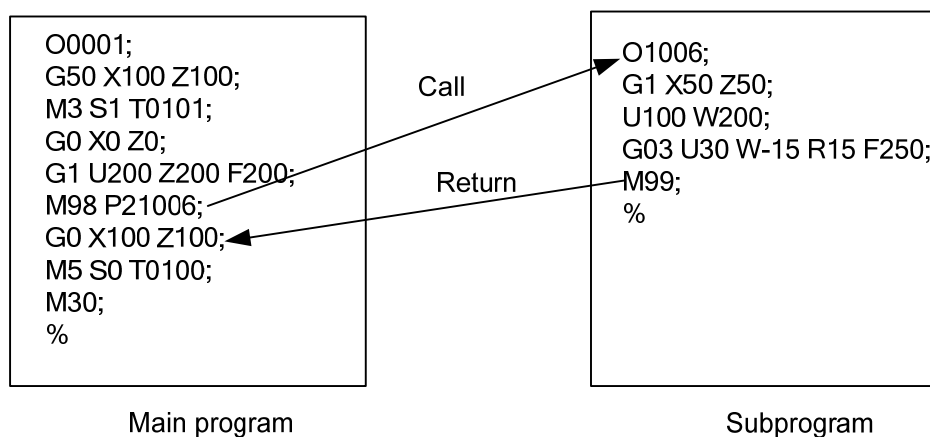 O0001;
G50 X100 Z100;
M3 S1 T0101;
G0 X0 Z0;
G1 U200 Z200 F200;
M98 P21006;
G0 X100 Z100;
M5 S0 T0100;
M30;
%
Call
Return
O1006;
G1 X50 Z50;
U100 W200;
G03 U30 W-15 R15 F250;
M99;
%
Main program
Subprogram